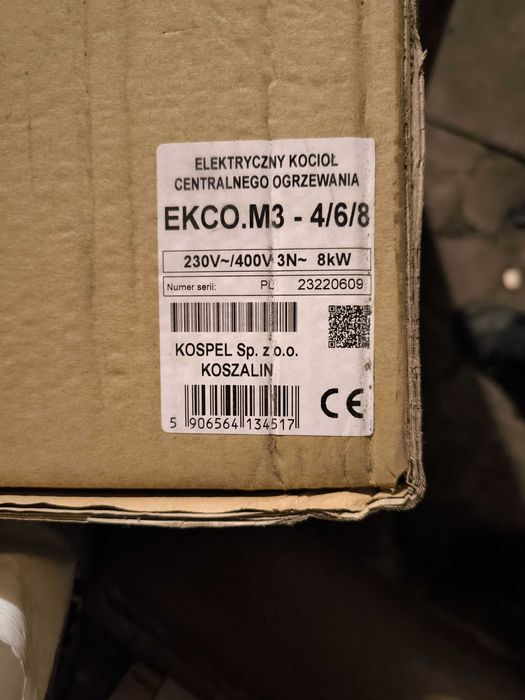 ELEKTRYCZNY KOCIOŁ
CENTRALNEGO OGRZEWANIA
EKCO.M3 - 4/6/8
230V~/400V 3N~ 8kW
Numer serii: PL 23220609
KOSPEL Sp. z o.o.
KOSZALIN
CE
5 906564 134517